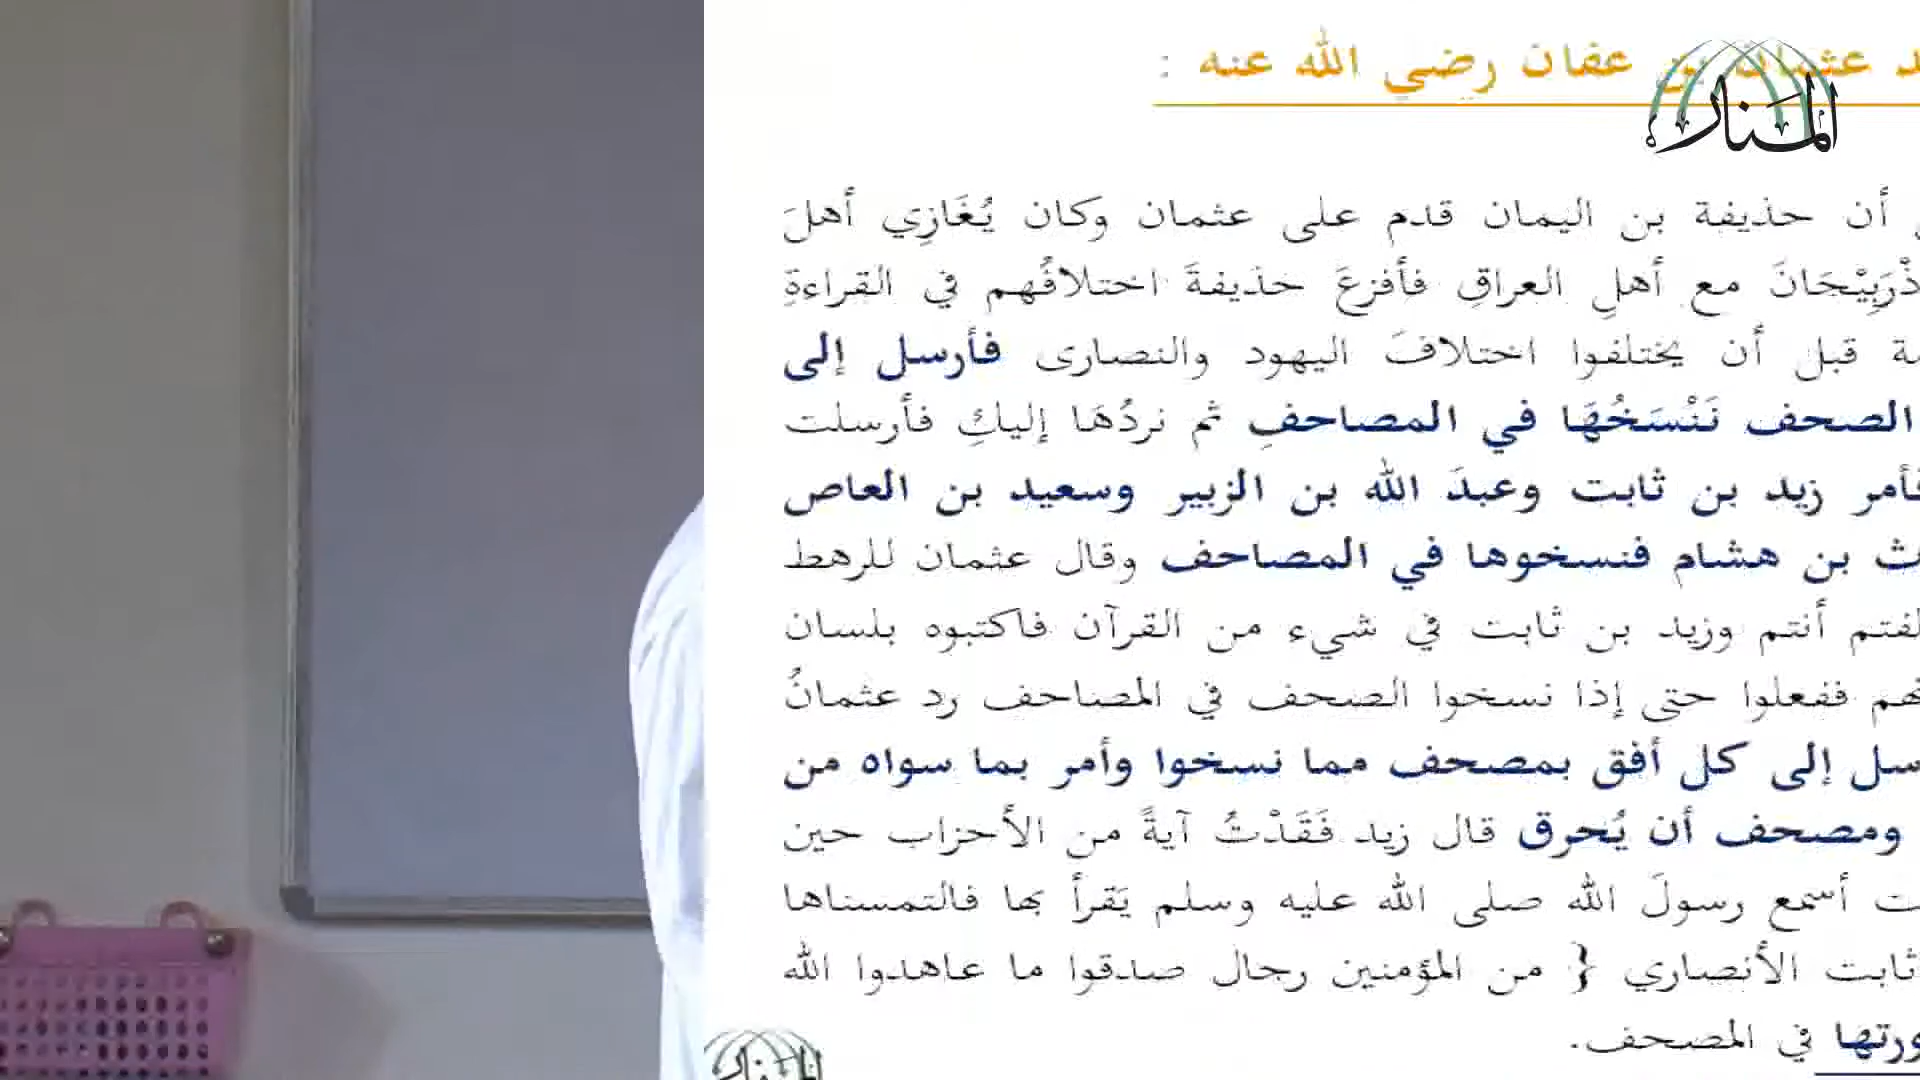 عثمان بن عفان رضي الله عنه :
المنار
أن حذيفة بن اليمان قدم على عثمان وكان يُغَازِي أهلَ
مع أهلِ العراقِ فأفزعَ حذيفةَ اختلافُهم في القراءةِ
قبل أن يختلفوا اختلافَ اليهود والنصارى فأرسل إلى
الصحف نَنْسَخُهَا في المصاحفِ ثم نردُهَا إليكِ فأرسلت
زيد بن ثابت وعبدَ الله بن الزبير وسعيد بن العاص
بن هشام فنسخوها في المصاحف وقال عثمان للرهط
أنتم وزيد بن ثابت في شيء من القرآن فاكتبوه بلسان
ففعلوا حتى إذا نسخوا الصحف في المصاحف رد عثمانُ
إلى كل أفق بمصحف مما نسخوا وأمر بما سواه من
ومصحف أن يُحرق قال زيد فَقَدْتُ آيةً من الأحزاب حين
أسمع رسولَ الله صلى الله عليه وسلم يَقرأُ بها فالتمسناها
ثابت الأنصاري { من المؤمنين رجال صدقوا ما عاهدوا الله
في المصحف.